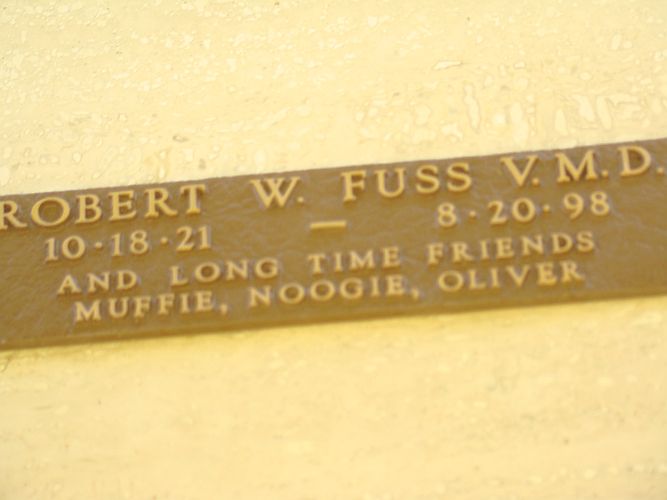 ROBERT W. FUSS V.M.D.
10·18·21 — 8·20·98
AND LONG TIME FRIENDS
MUFFIE, NOOGIE, OLIVER